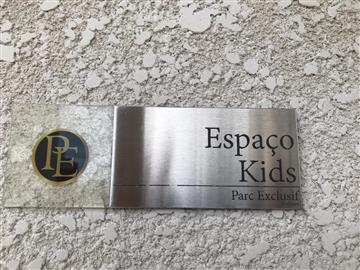 PE
Espaço
Kids
Parc Exclusif